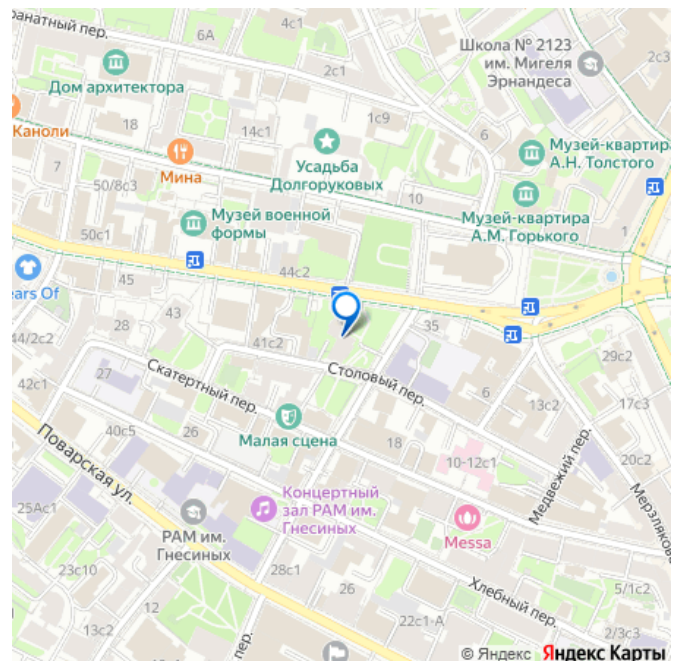 ранатный пер.
6А
4с1
2с1
Школа № 2123
им. Мигеля
Эрнандеса
2с3
Дом архитектора
Каноли
18
14с1
1с9
6
Мина
Усадьба
Долгоруковых
Музей-квартира
А.Н. Толстого
7
50/8с3
10
Музей военной
формы
Музей-квартира
А.М. Горького
1
50с1
44с2
ears Of
45
43
28
41с2
35
44/2с2
Столовый пер.
29с2
42с1
27
Скатертный пер.
6
13с2
17с3
Малая сцена
40с5
26
18
10-12с1
20с2
Поварская ул.
Медвежий пер.
Мерзляковс
25Ас1
РАМ им.
Гнесиных
Концертный
зал РАМ им.
Гнесиных
Messa
23с10
28с1
26
Хлебный пер.
5/1с2
12
13с2
22с1-А
2/3с3
пер.
© Яндекс Яндекс Карты